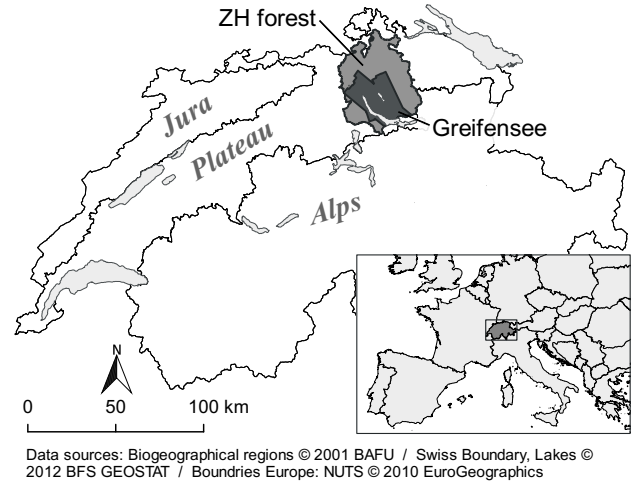 ZH forest
Greifensee
Jura
Plateau
Alps
N
0 50 100 km
Data sources: Biogeographical regions © 2001 BAFU / Swiss Boundary, Lakes ©
2012 BFS GEOSTAT / Boundries Europe: NUTS © 2010 EuroGeographics